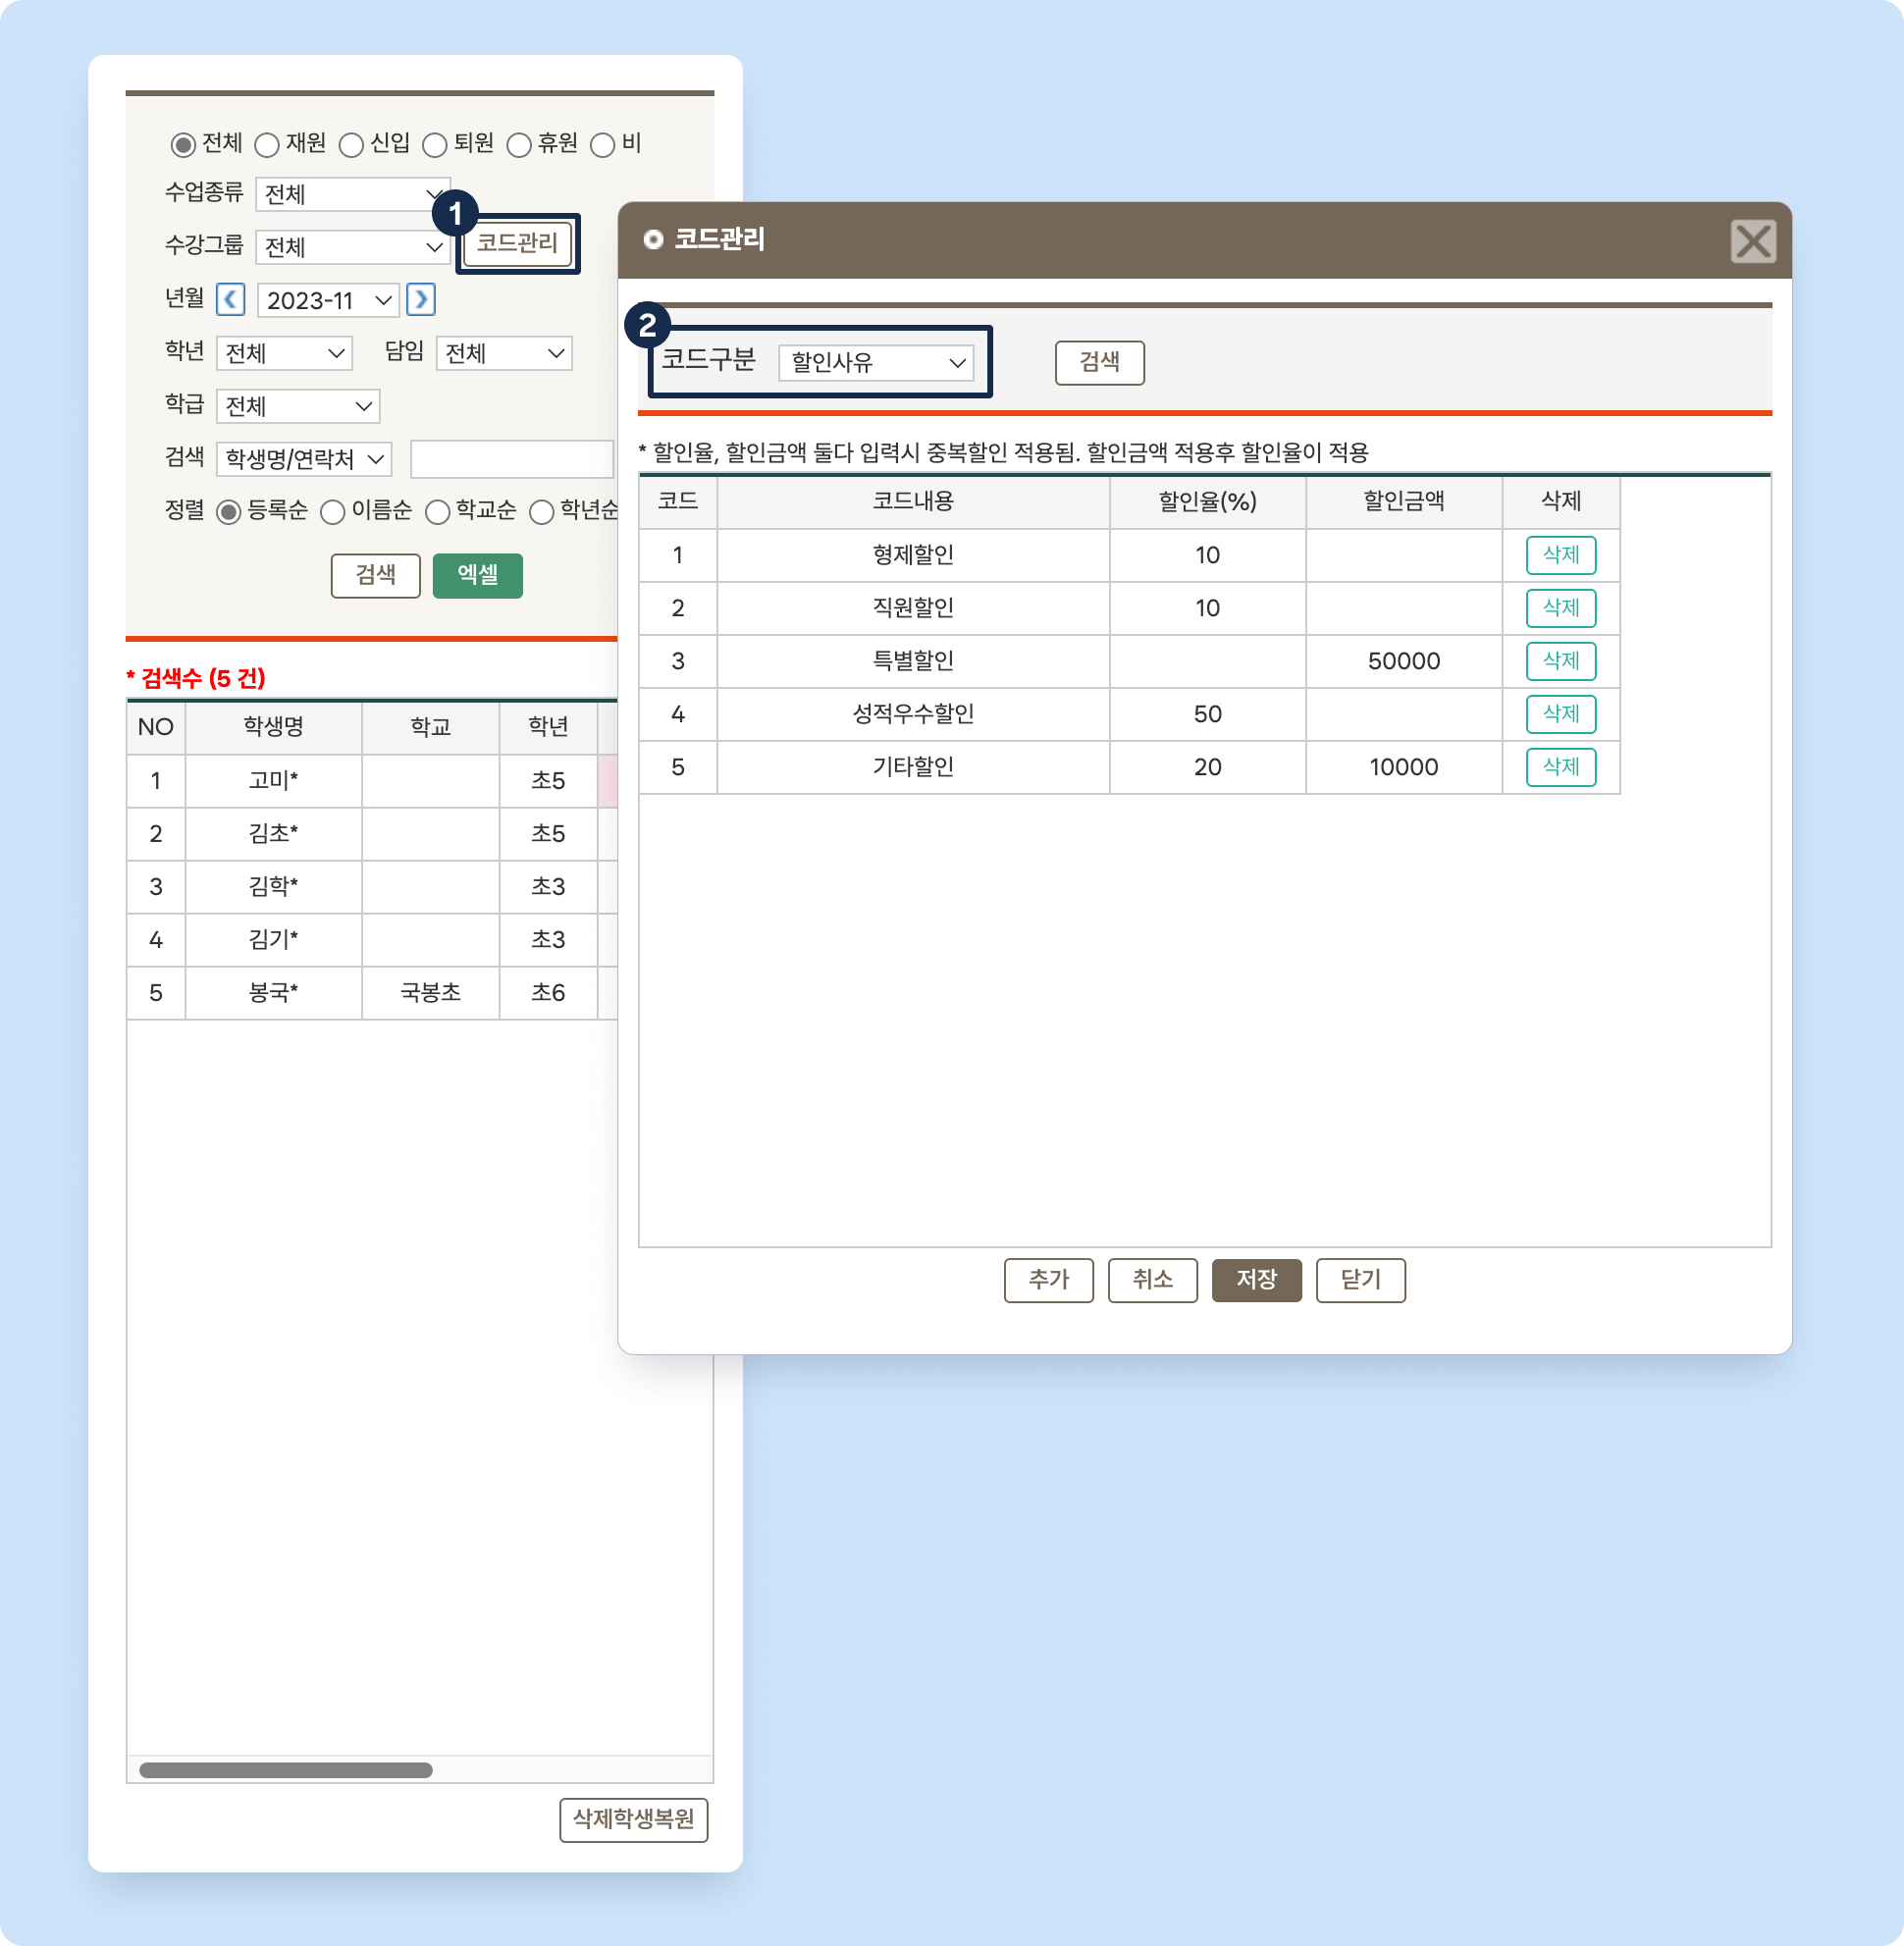 전체 재원 신입 퇴원 휴원 비
수업종류 전체
1
수강그룹 전체 코드관리
년월 2023-11
학년 전체 담임 전체
학급 전체
검색 학생명/연락처
정렬 등록순 이름순 학교순 학년순
검색 엑셀
* 검색수 (5 건)
NO 학생명 학교 학년
1 고미* 초5
2 김초* 초5
3 김학* 초3
4 김기* 초3
5 봉국* 국봉초 초6
삭제학생복원
코드관리
2
코드구분 할인사유 검색
* 할인율, 할인금액 둘다 입력시 중복할인 적용됨. 할인금액 적용후 할인율이 적용
코드 코드내용 할인율(%) 할인금액 삭제
1 형제할인 10 삭제
2 직원할인 10 삭제
3 특별할인 50000 삭제
4 성적우수할인 50 삭제
5 기타할인 20 10000 삭제
추가 취소 저장 닫기